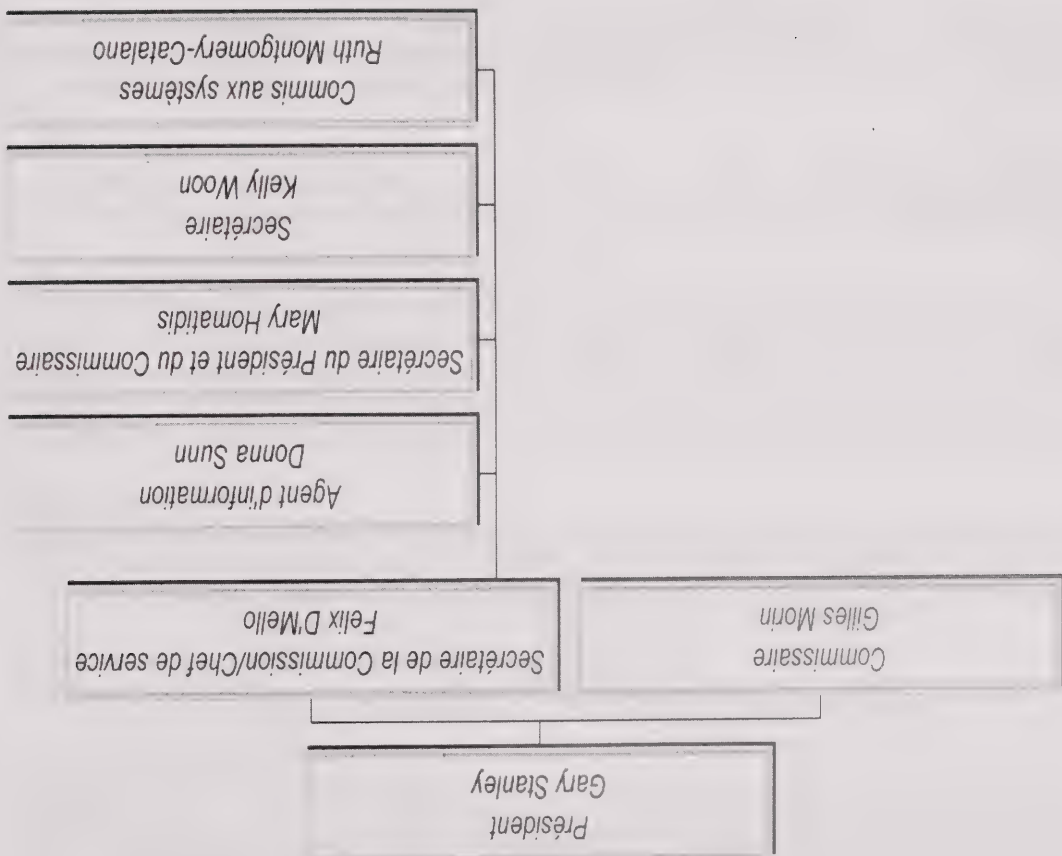 Président
Gary Stanley
Commissaire
Gilles Morin
Secrétaire de la Commission/Chef de service
Felix D'Mello
Agent d'information
Donna Sunn
Secrétaire du Président et du Commissaire
Mary Homatidis
Secrétaire
Kelly Woon
Commis aux systèmes
Ruth Montgomery-Catalano